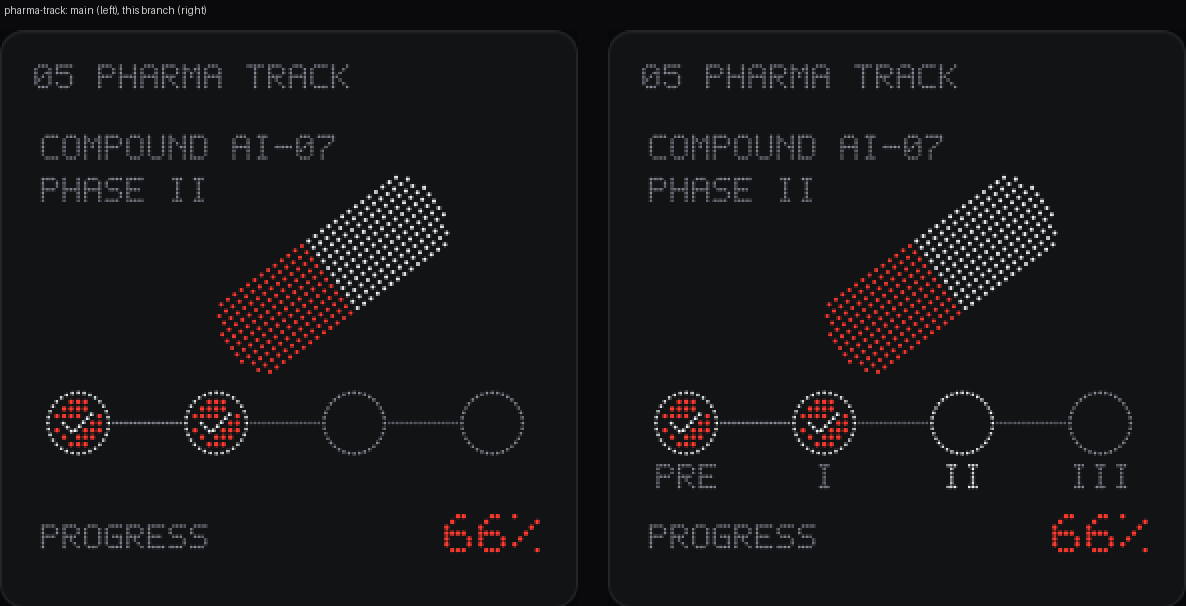 pharma-track: main (left), this branch (right)
05 PHARMA TRACK
COMPOUND AI-07
PHASE II
PROGRESS 66%
05 PHARMA TRACK
COMPOUND AI-07
PHASE II
PRE I II III
PROGRESS 66%